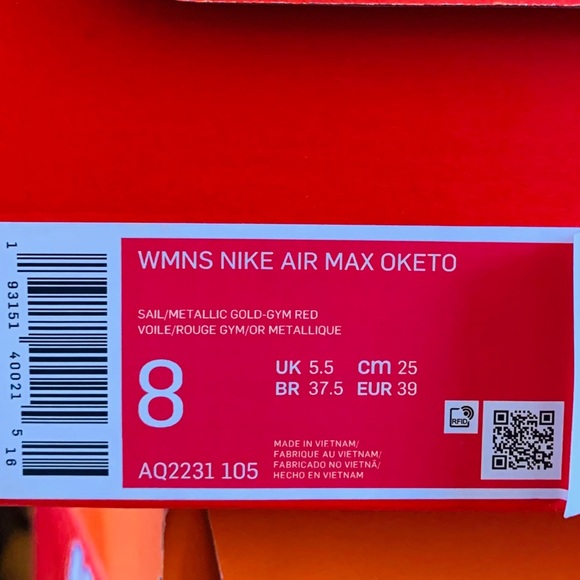 WMNS NIKE AIR MAX OKETO
SAIL/METALLIC GOLD-GYM RED
VOILE/ROUGE GYM/OR METALLIQUE
8
UK 5.5 cm 25
BR 37.5 EUR 39
AQ2231 105
MADE IN VIETNAM/
FABRIQUE AU VIETNAM/
FABRICADO NO VIETNÃ/
HECHO EN VIETNAM
RFID
1 93151 40021 5 16